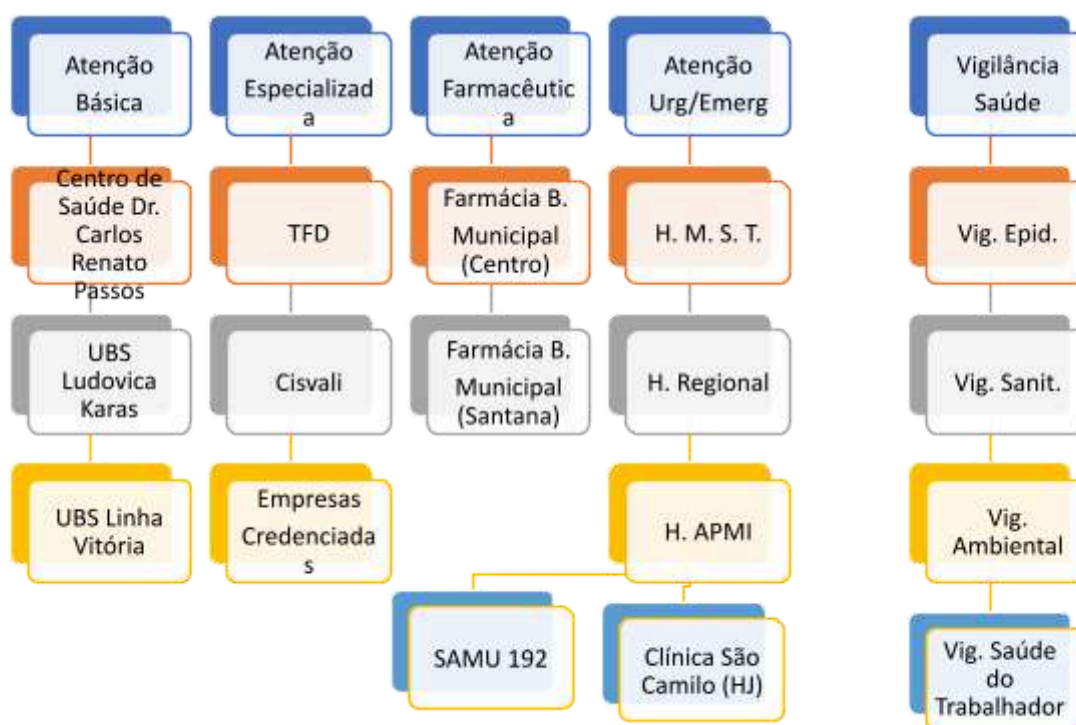 Atenção
Básica
Centro de
Saúde Dr.
Carlos
Renato
Passos
UBS
Ludovica
Karas
UBS Linha
Vitória
Atenção
Especializad
a
TFD
Cisvali
Empresas
Credenciada
s
Atenção
Farmacêutic
a
Farmácia B.
Municipal
(Centro)
Farmácia B.
Municipal
(Santana)
Atenção
Urg/Emerg
H. M. S. T.
H. Regional
H. APMI
SAMU 192
Clínica São
Camilo (HJ)
Vigilância
Saúde
Vig. Epid.
Vig. Sanit.
Vig.
Ambiental
Vig. Saúde
do
Trabalhador